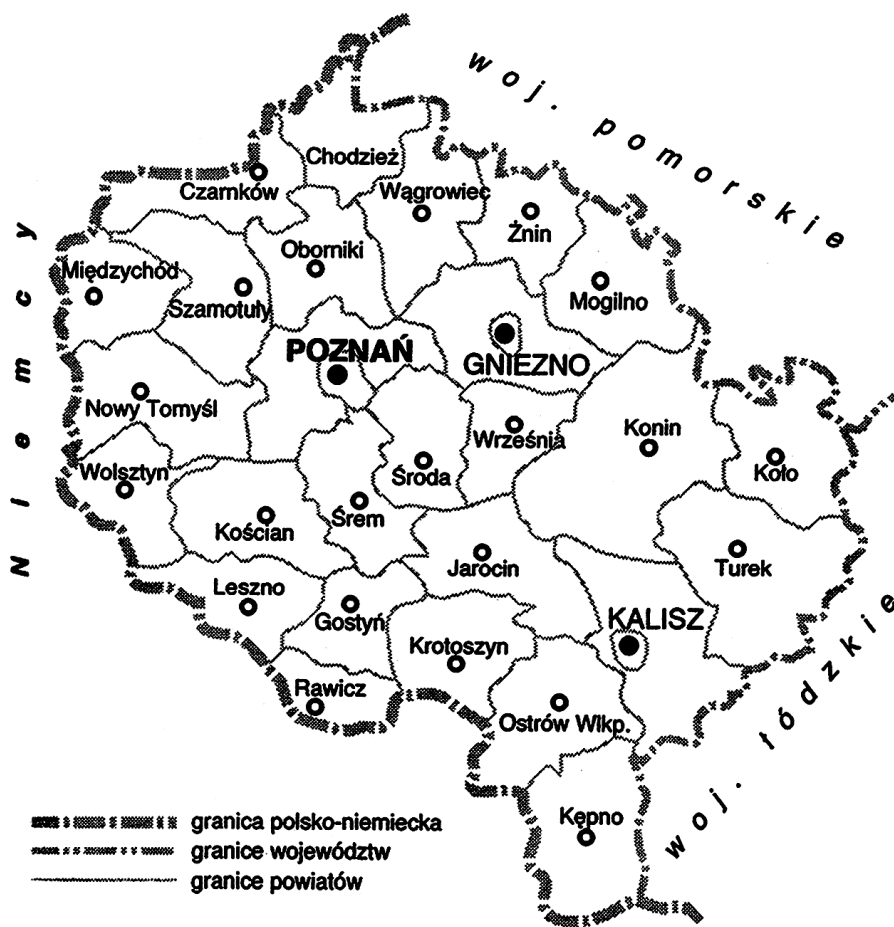 woj. pomorskie
Niemcy
Chodzież
Czarnków
Wągrowiec
Żnin
Oborniki
Międzychód
Szamotuły
Mogilno
POZNAŃ
GNIEZNO
Nowy Tomyśl
Września
Konin
Wolsztyn
Środa
Koło
Kościan
Śrem
Jarocin
Turek
Leszno
Gostyń
KALISZ
Krotoszyn
Rawicz
Ostrów Wlkp.
woj. łódzkie
Kępno
granica polsko-niemiecka
granice województw
granice powiatów